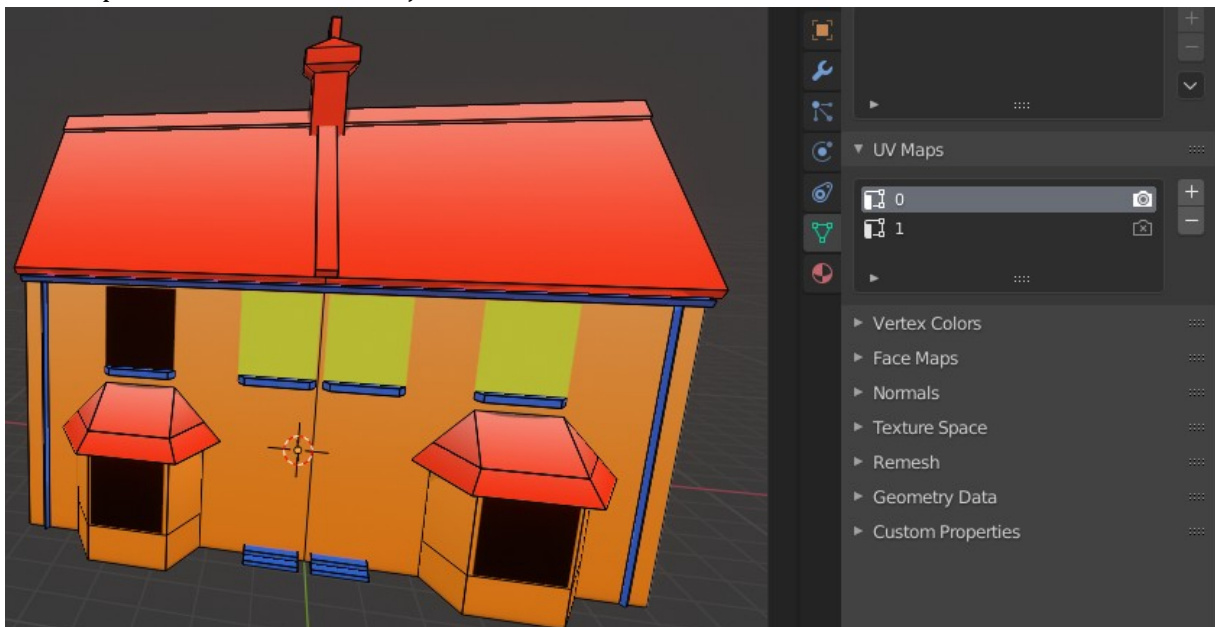 UV Maps
0
1
Vertex Colors
Face Maps
Normals
Texture Space
Remesh
Geometry Data
Custom Properties